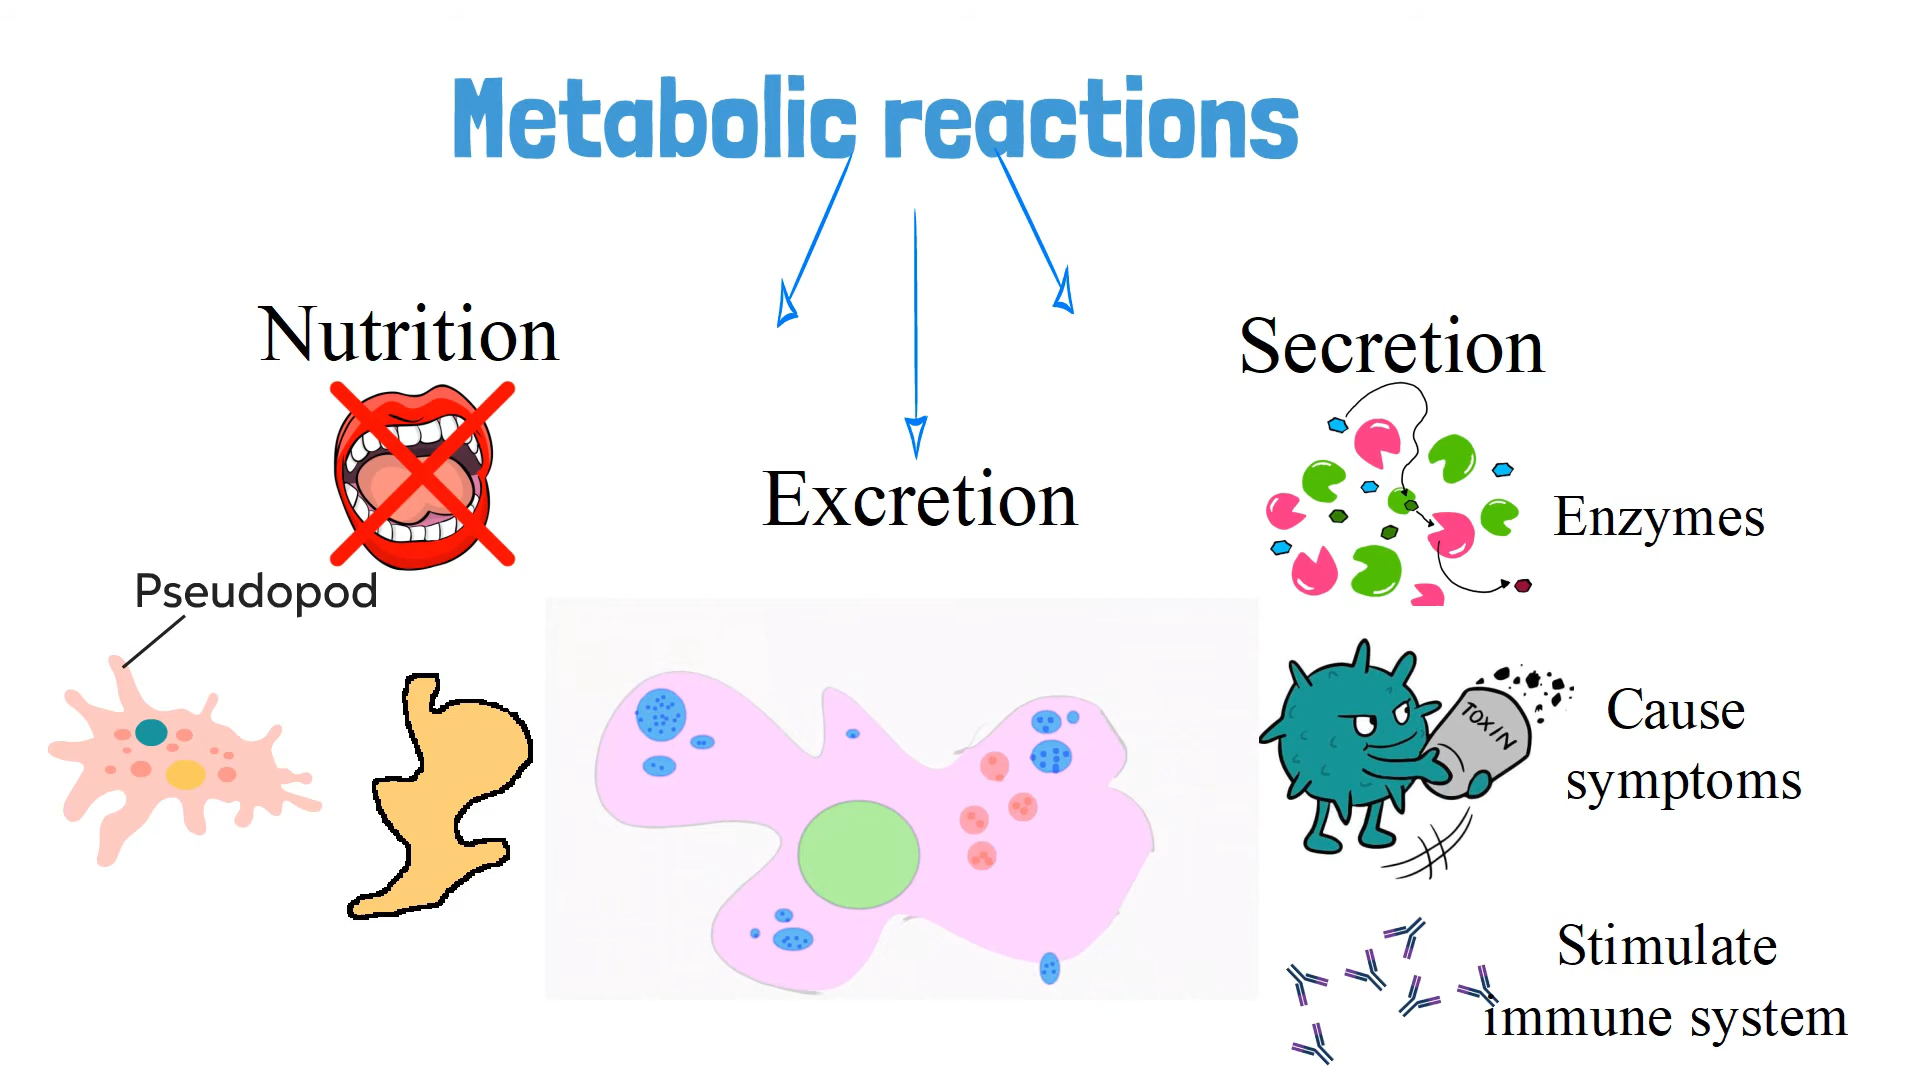 Metabolic reactions
Nutrition
Secretion
Excretion
Enzymes
Pseudopod
TOXIN
Cause
symptoms
Stimulate
immune system